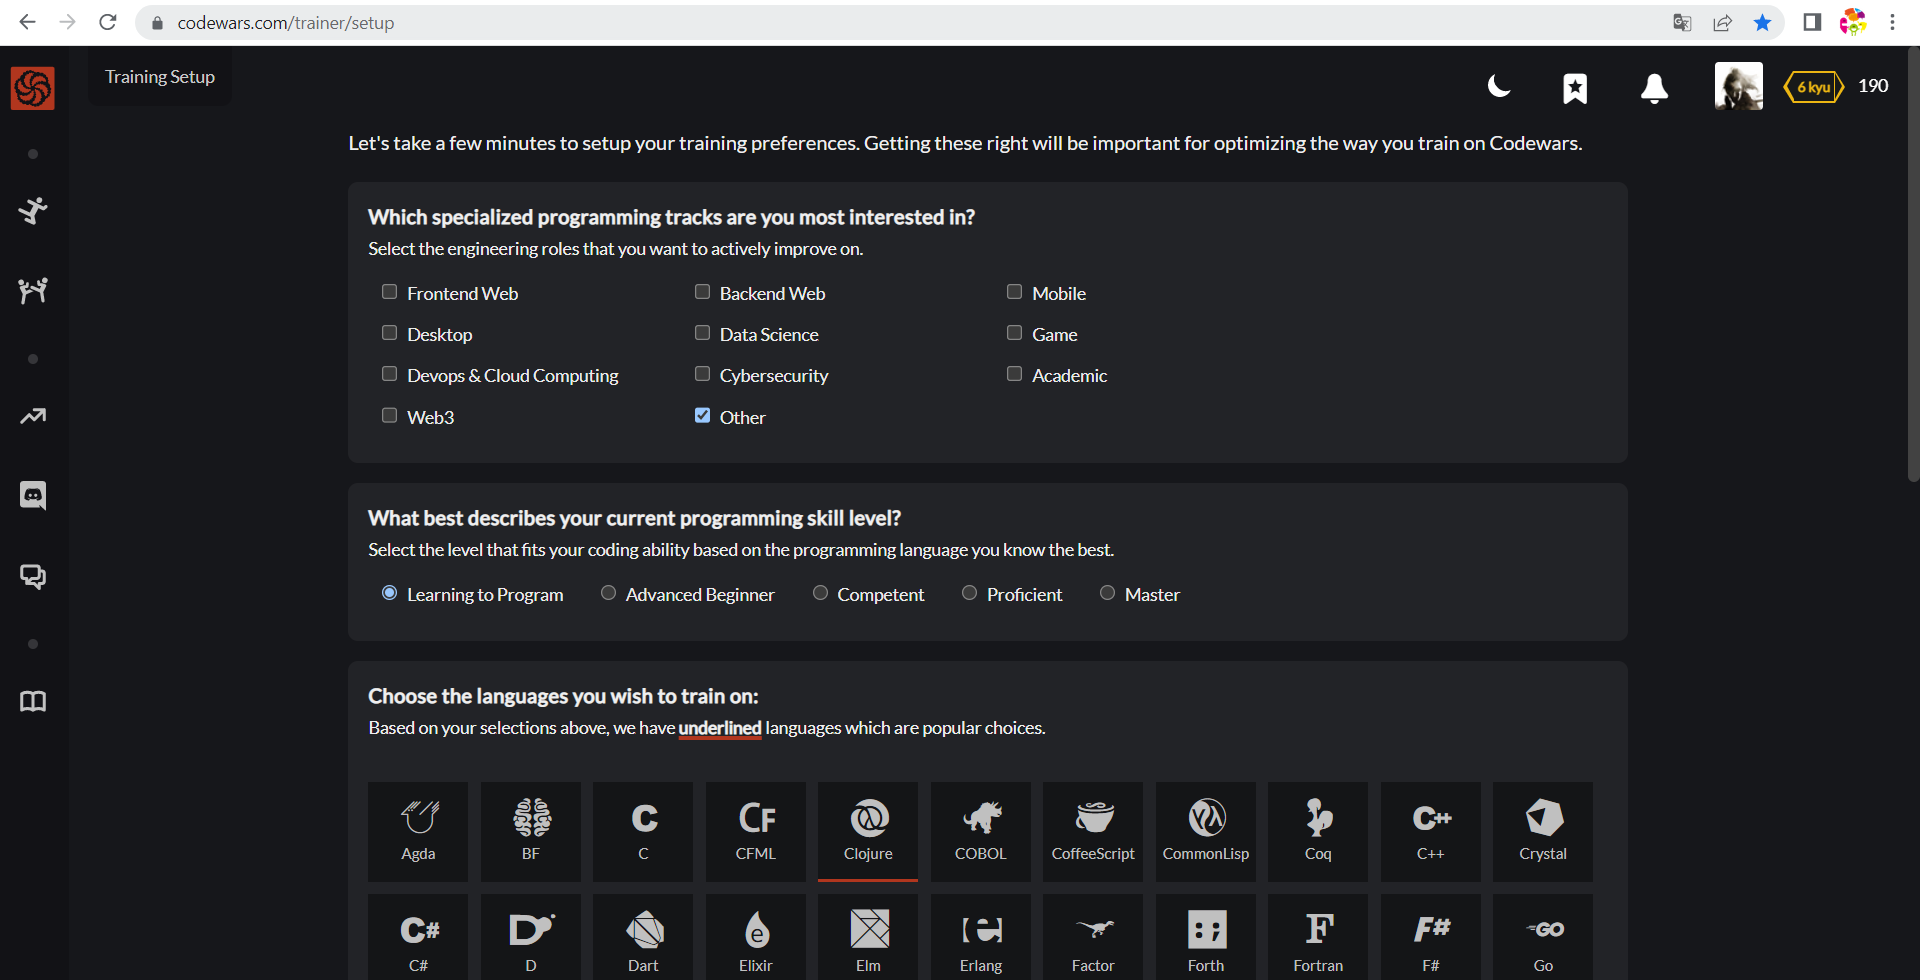 codewars.com/trainer/setup
Training Setup
6 kyu
190
Let's take a few minutes to setup your training preferences. Getting these right will be important for optimizing the way you train on Codewars.
Which specialized programming tracks are you most interested in?
Select the engineering roles that you want to actively improve on.
Frontend Web
Backend Web
Mobile
Desktop
Data Science
Game
Devops & Cloud Computing
Cybersecurity
Academic
Web3
Other
What best describes your current programming skill level?
Select the level that fits your coding ability based on the programming language you know the best.
Learning to Program
Advanced Beginner
Competent
Proficient
Master
Choose the languages you wish to train on:
Based on your selections above, we have underlined languages which are popular choices.
C
CF
C++
Agda
BF
C
CFML
Clojure
COBOL
CoffeeScript
CommonLisp
Coq
C++
Crystal
C#
D
e
e
F
F#
GO
C#
D
Dart
Elixir
Elm
Erlang
Factor
Forth
Fortran
F#
Go